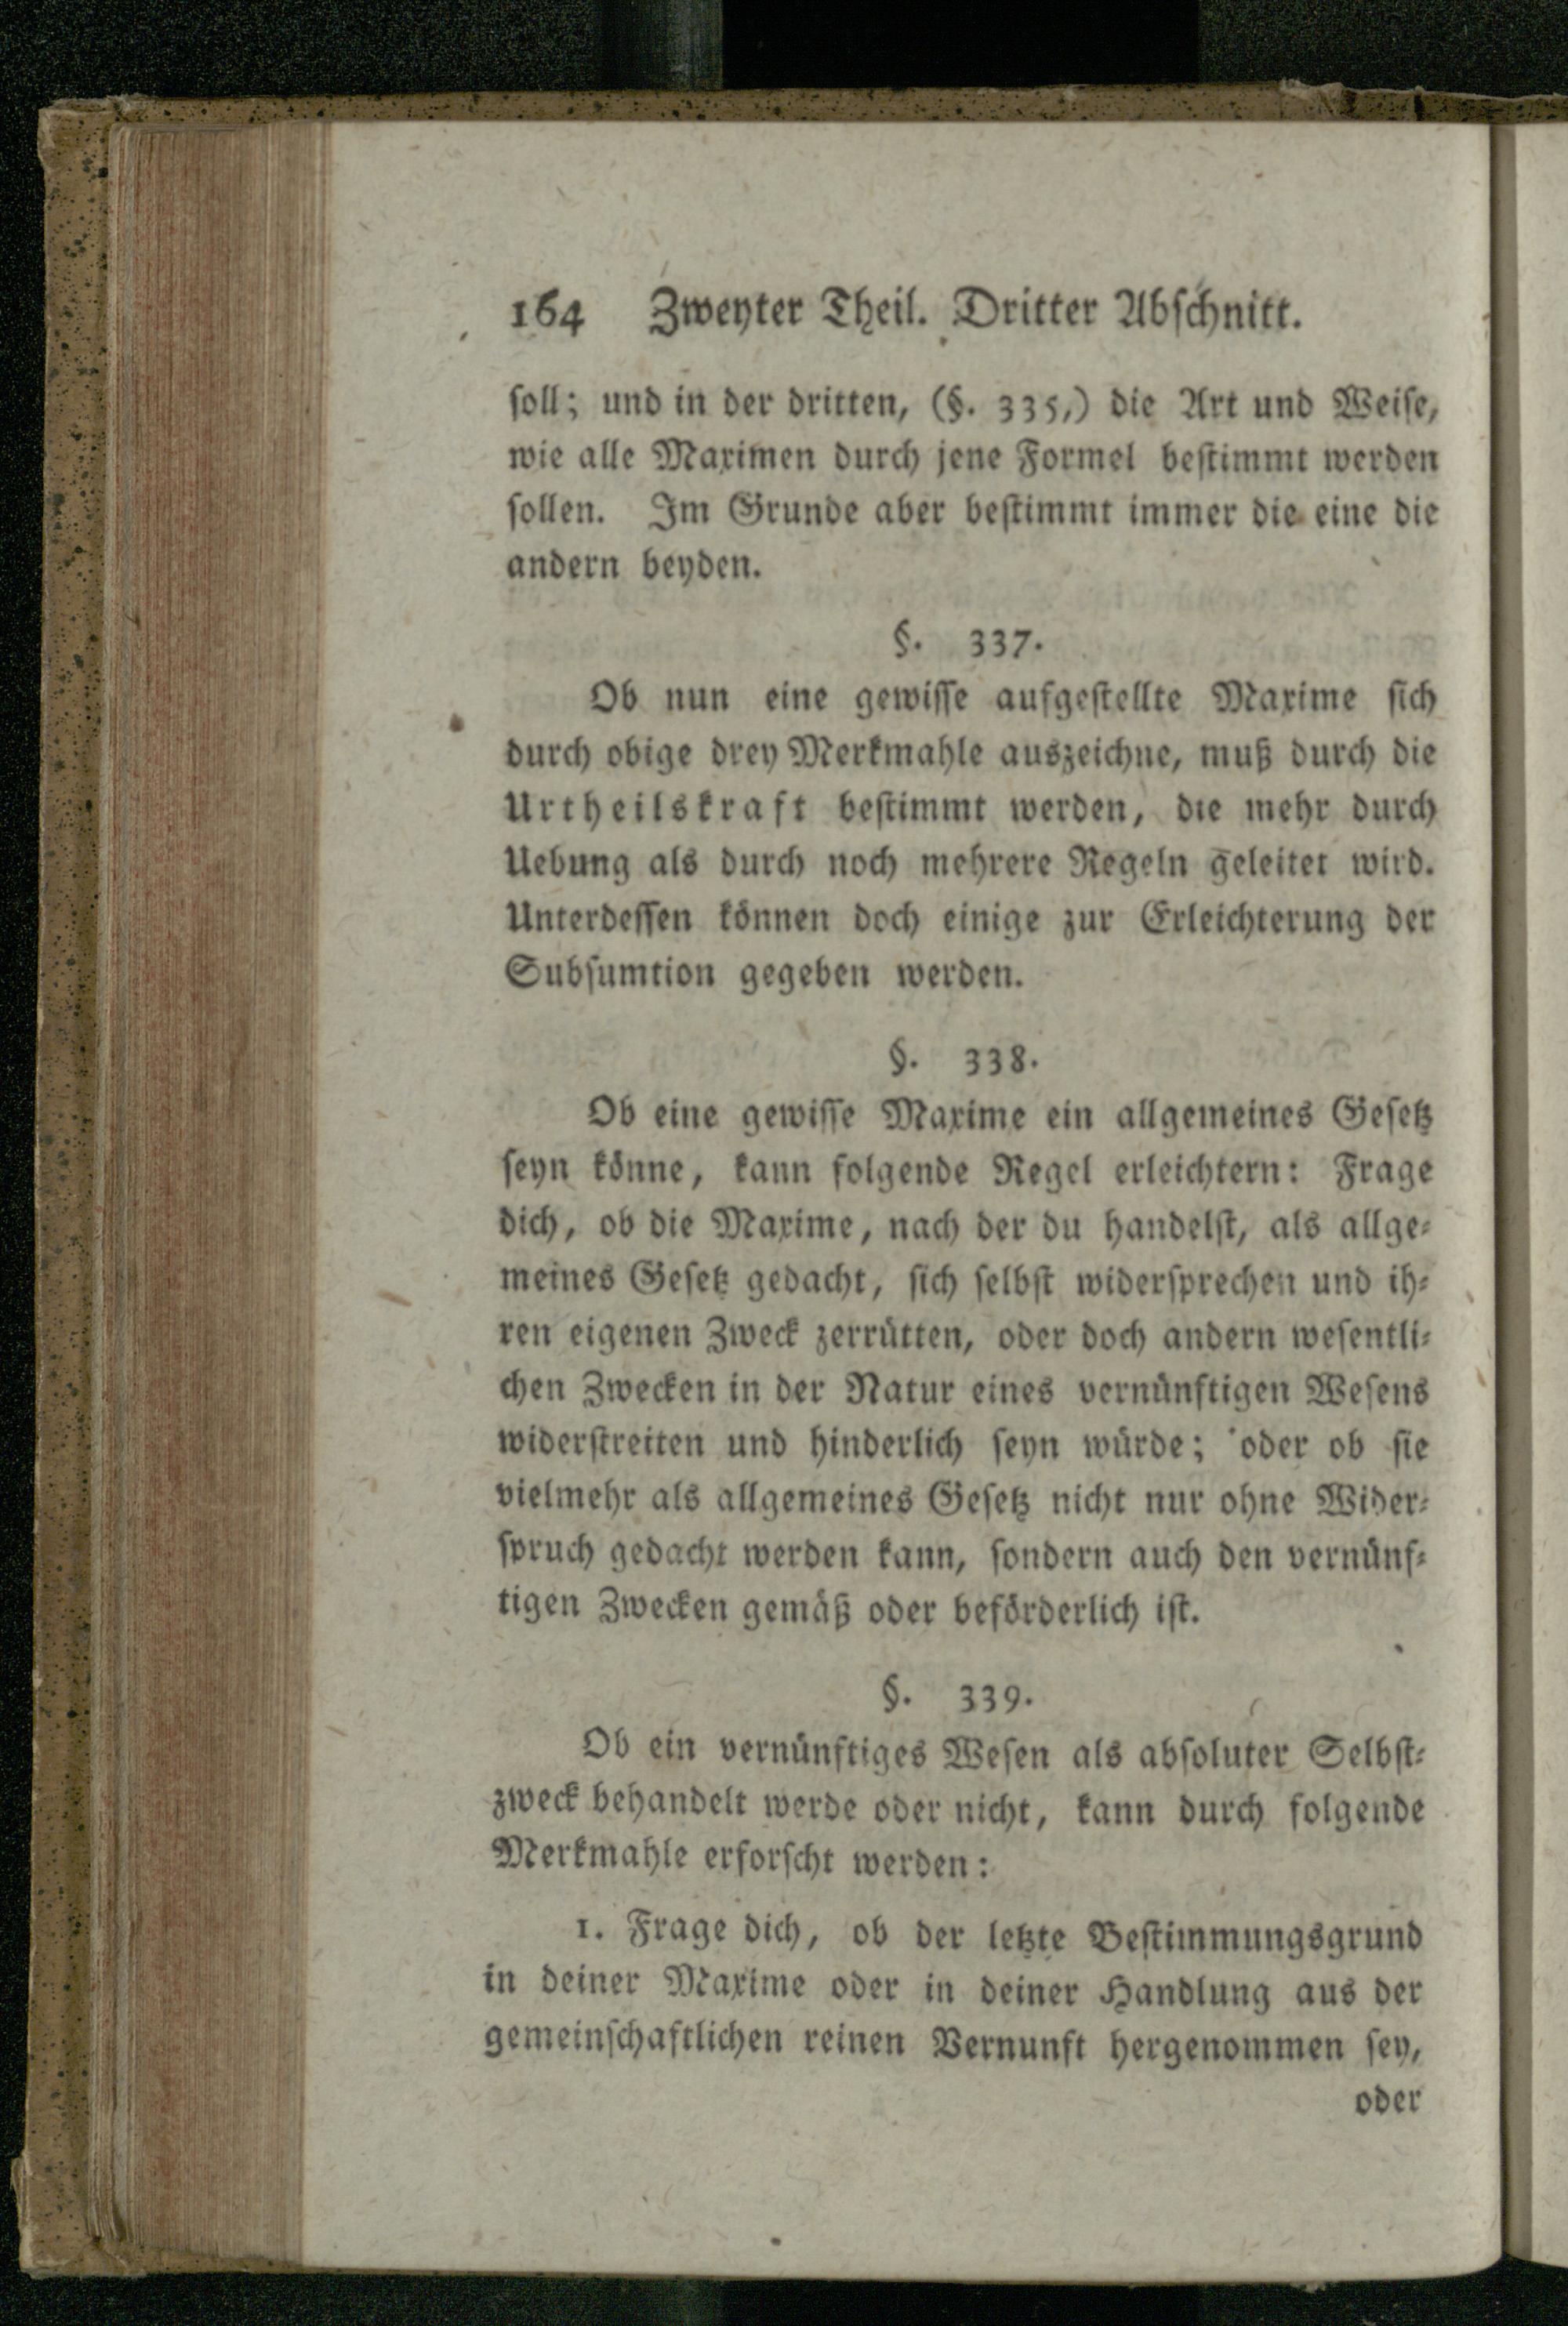 164 Zweyter Theil. Dritter Abschnitt.
soll; und in der dritten, (§. 335,) die Art und Weise,
wie alle Maximen durch jene Formel bestimmt werden
sollen. Im Grunde aber bestimmt immer die eine die
andern beyden.
§. 337.
Ob nun eine gewisse aufgestellte Maxime sich
durch obige drey Merkmahle auszeichne, muß durch die
Urtheilskraft bestimmt werden, die mehr durch
Uebung als durch noch mehrere Regeln geleitet wird.
Unterdessen können doch einige zur Erleichterung der
Subsumtion gegeben werden.
§. 338.
Ob eine gewisse Maxime ein allgemeines Gesetz
seyn könne, kann folgende Regel erleichtern: Frage
dich, ob die Maxime, nach der du handelst, als allge-
meines Gesetz gedacht, sich selbst widersprechen und ih-
ren eigenen Zweck zerrütten, oder doch andern wesentli-
chen Zwecken in der Natur eines vernünftigen Wesens
widerstreiten und hinderlich seyn würde; oder ob sie
vielmehr als allgemeines Gesetz nicht nur ohne Wider-
spruch gedacht werden kann, sondern auch den vernünf-
tigen Zwecken gemäß oder beförderlich ist.
§. 339.
Ob ein vernünftiges Wesen als absoluter Selbst-
zweck behandelt werde oder nicht, kann durch folgende
Merkmahle erforscht werden:
1. Frage dich, ob der letzte Bestimmungsgrund
in deiner Maxime oder in deiner Handlung aus der
gemeinschaftlichen reinen Vernunft hergenommen sey,
oder